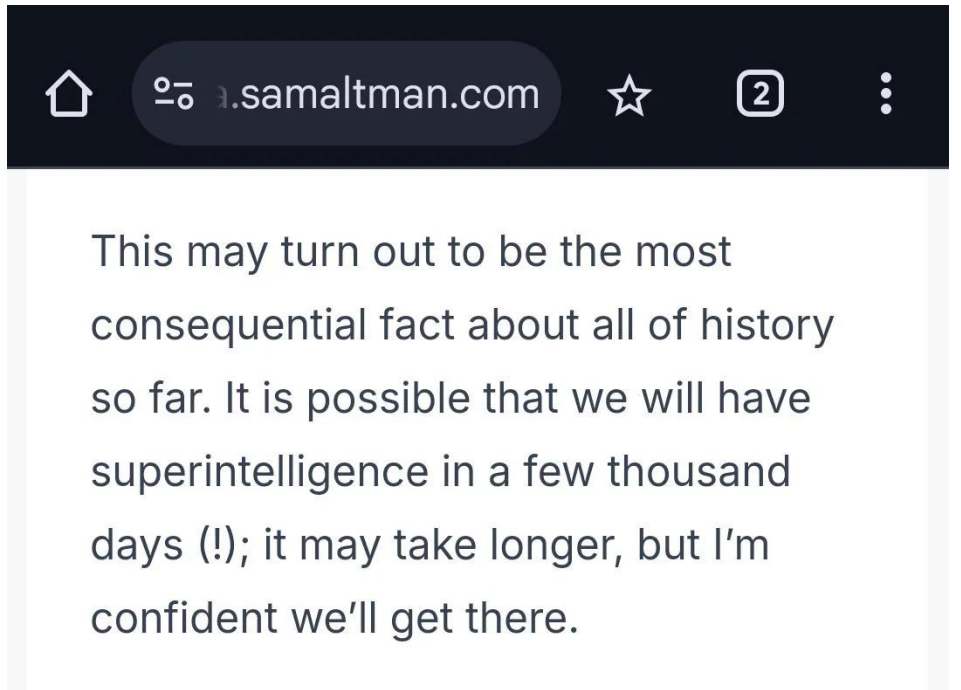 a.samaltman.com
2
This may turn out to be the most
consequential fact about all of history
so far. It is possible that we will have
superintelligence in a few thousand
days (!); it may take longer, but I’m
confident we’ll get there.